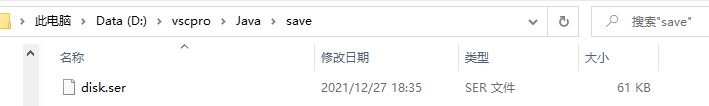 此电脑 > Data (D:) > vscpro > Java > save 搜索"save"
名称 修改日期 类型 大小
disk.ser 2021/12/27 18:35 SER 文件 61 KB